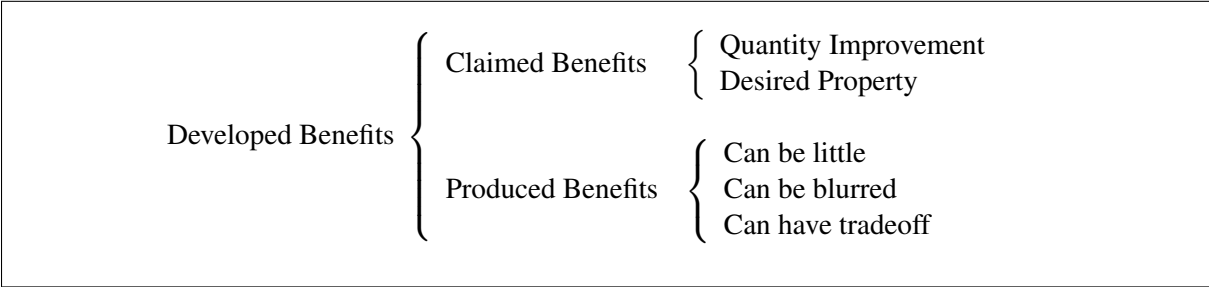 Developed Benefits
Claimed Benefits
Quantity Improvement
Desired Property
Produced Benefits
Can be little
Can be blurred
Can have tradeoff